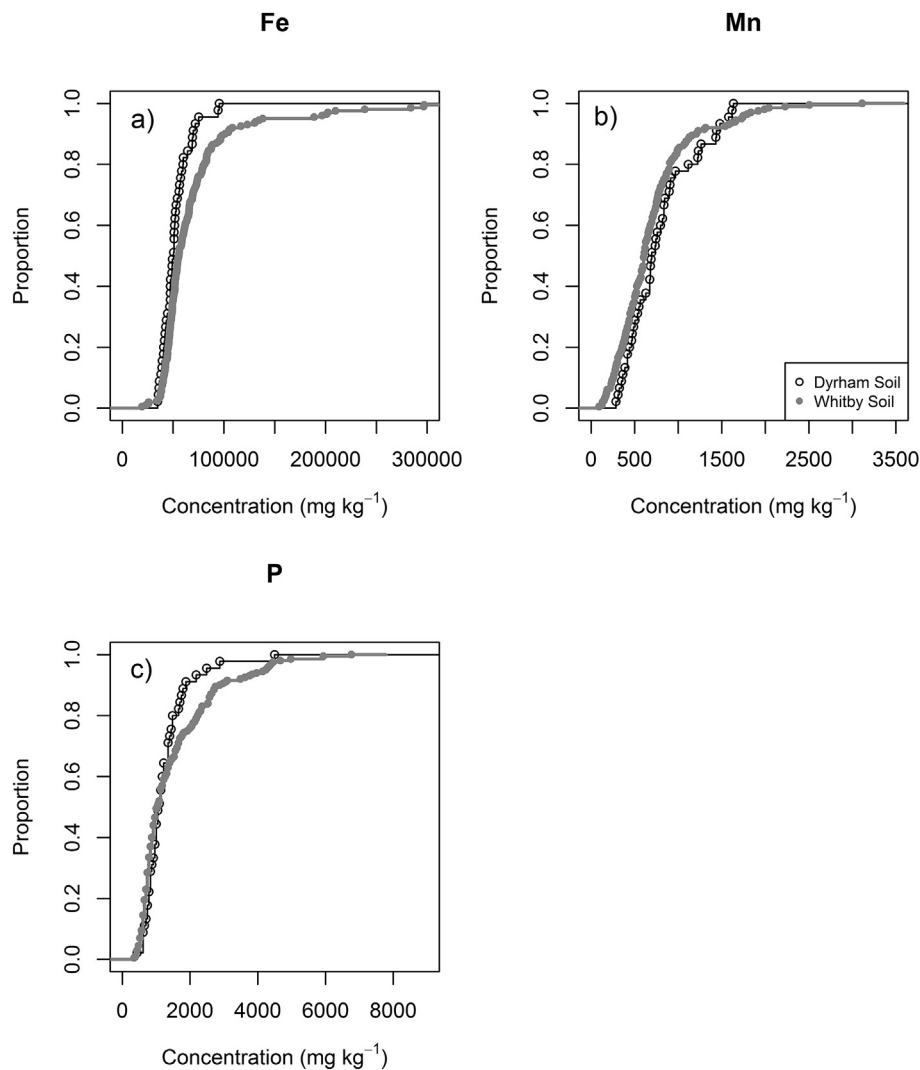 Fe
a)
Proportion
0.0 0.2 0.4 0.6 0.8 1.0
0 100000 200000 300000
Concentration (mg kg⁻¹)
Mn
b)
Proportion
0.0 0.2 0.4 0.6 0.8 1.0
Dyrham Soil
Whitby Soil
0 500 1500 2500 3500
Concentration (mg kg⁻¹)
P
c)
Proportion
0.0 0.2 0.4 0.6 0.8 1.0
0 2000 4000 6000 8000
Concentration (mg kg⁻¹)